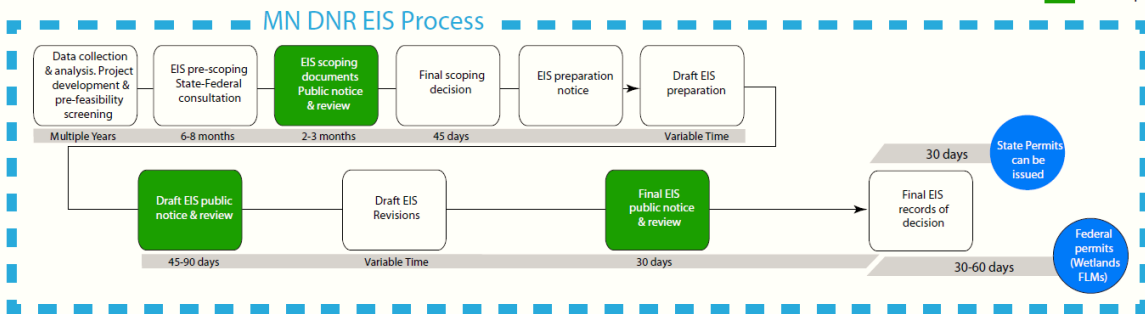 MN DNR EIS Process
Data collection
& analysis. Project
development &
pre-feasibility
screening
EIS pre-scoping
State-Federal
consultation
EIS scoping
documents
Public notice
& review
Final scoping
decision
EIS preparation
notice
Draft EIS
preparation
Multiple Years
6-8 months
2-3 months
45 days
Variable Time
30 days
State Permits
can be
issued
Draft EIS public
notice & review
Draft EIS
Revisions
Final EIS
public notice
& review
Final EIS
records of
decision
45-90 days
Variable Time
30 days
30-60 days
Federal
permits
(Wetlands
FLMs)